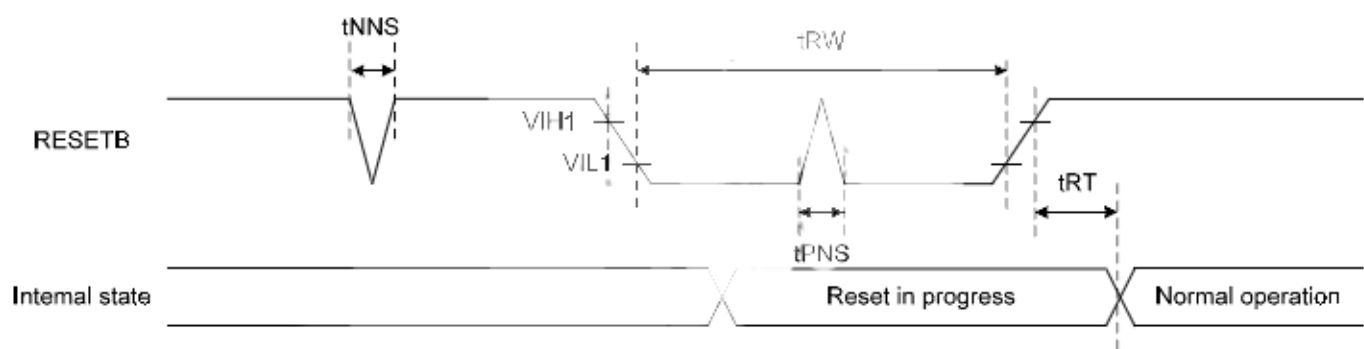 tNNS
tRW
VIH1
RESETB
VIL1
tRT
tPNS
Internal state
Reset in progress
Normal operation